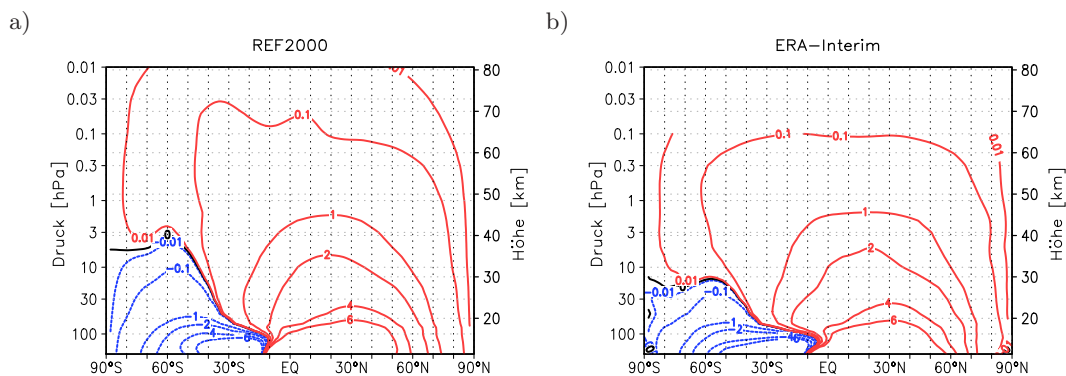 a)
REF2000
0.01
0.03
0.1
0.3
1
3
10
30
100
Druck [hPa]
80
70
60
50
40
30
20
Höhe [km]
90°S
60°S
30°S
EQ
30°N
60°N
90°N
0.1
1
2
4
6
0.01
0
-0.01
-0.1
-1
-2
-4
b)
ERA-Interim
0.01
0.03
0.1
0.3
1
3
10
30
100
Druck [hPa]
80
70
60
50
40
30
20
Höhe [km]
90°S
60°S
30°S
EQ
30°N
60°N
90°N
0.1
0.1
0.01
1
2
4
6
0.01
-0.01
-0.1
-1
-2